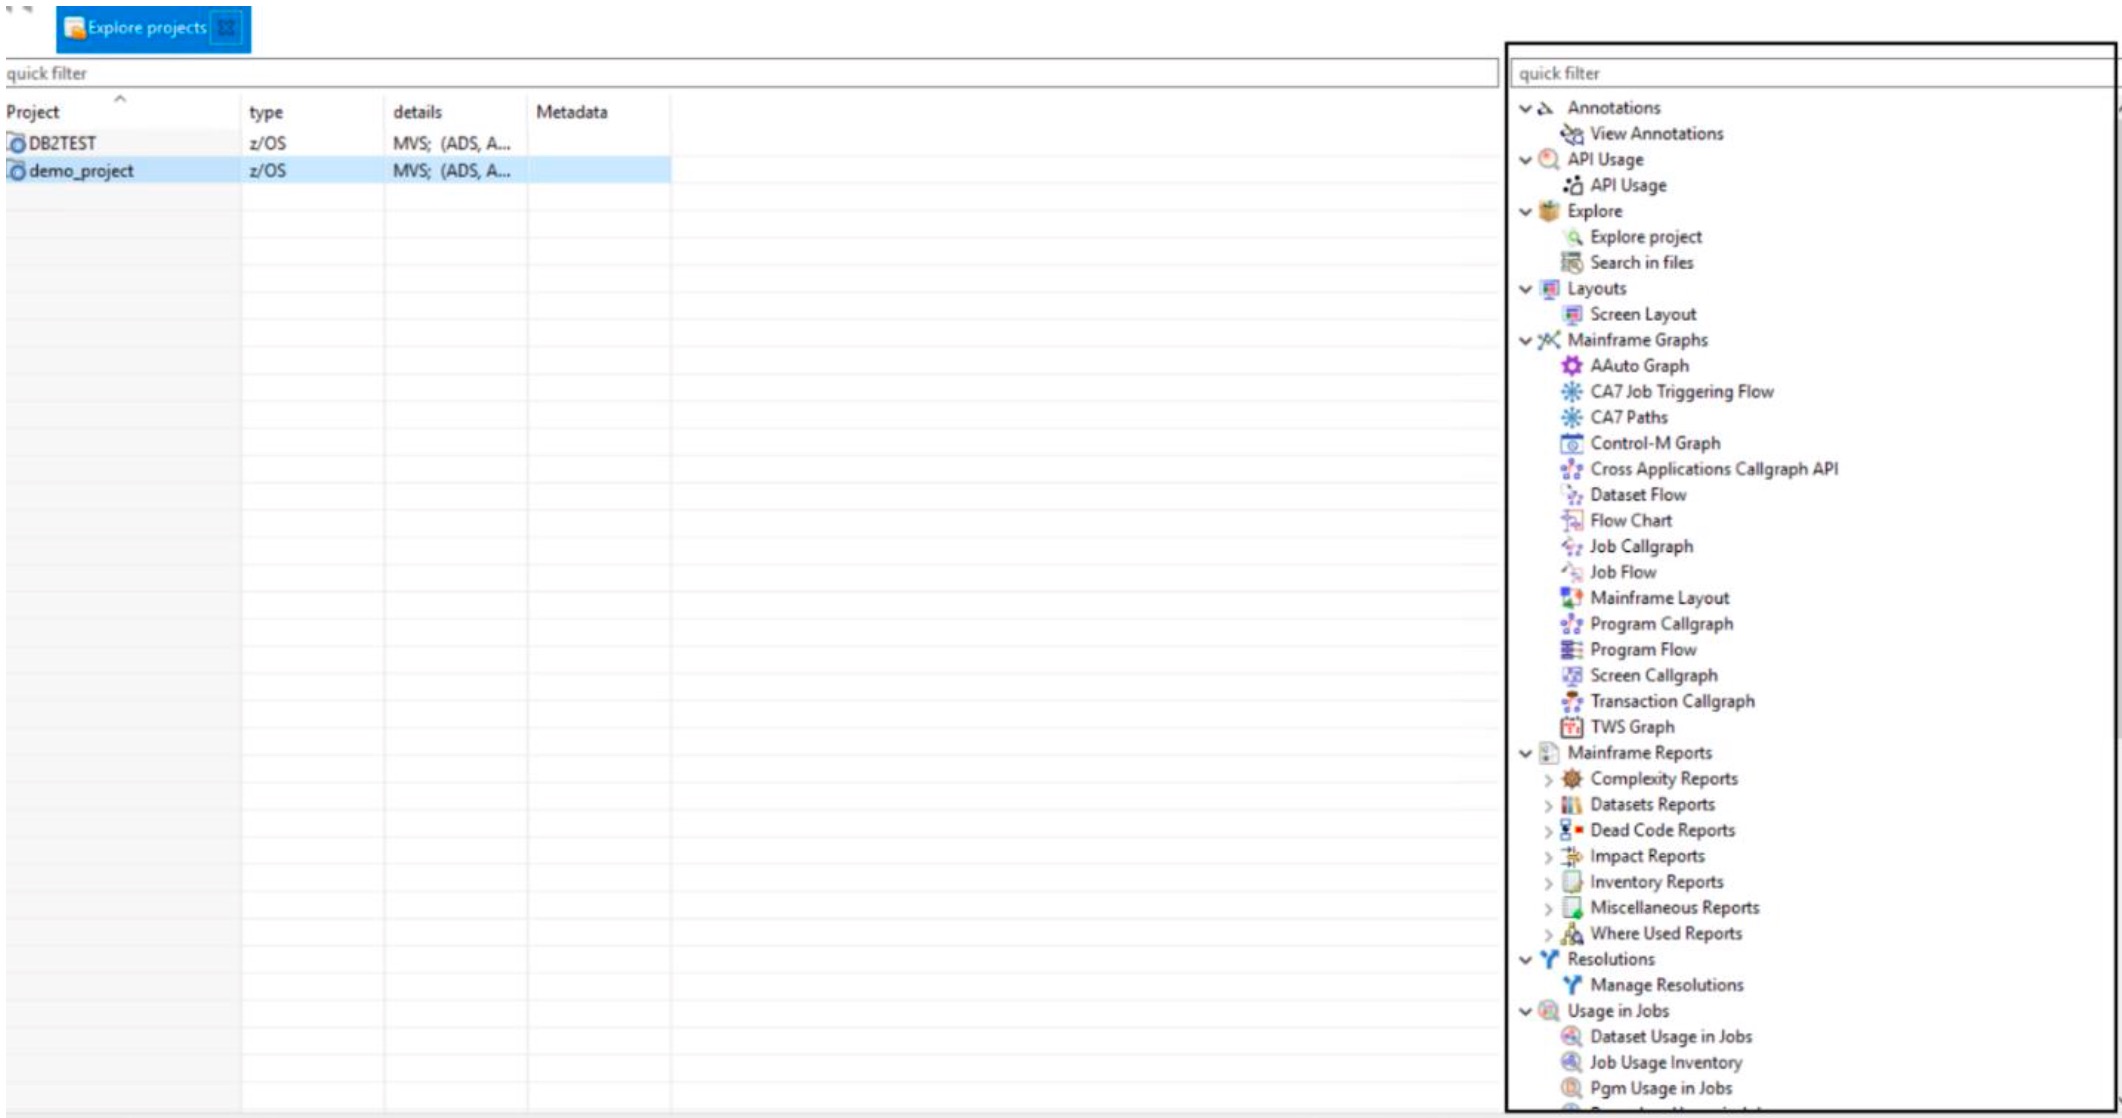 Explore projects
quick filter
Project type details Metadata
DB2TEST z/OS MVS; (ADS, A...
demo_project z/OS MVS; (ADS, A...
quick filter
Annotations
View Annotations
API Usage
API Usage
Explore
Explore project
Search in files
Layouts
Screen Layout
Mainframe Graphs
AAuto Graph
CA7 Job Triggering Flow
CA7 Paths
Control-M Graph
Cross Applications Callgraph API
Dataset Flow
Flow Chart
Job Callgraph
Job Flow
Mainframe Layout
Program Callgraph
Program Flow
Screen Callgraph
Transaction Callgraph
TWS Graph
Mainframe Reports
Complexity Reports
Datasets Reports
Dead Code Reports
Impact Reports
Inventory Reports
Miscellaneous Reports
Where Used Reports
Resolutions
Manage Resolutions
Usage in Jobs
Dataset Usage in Jobs
Job Usage Inventory
Pgm Usage in Jobs